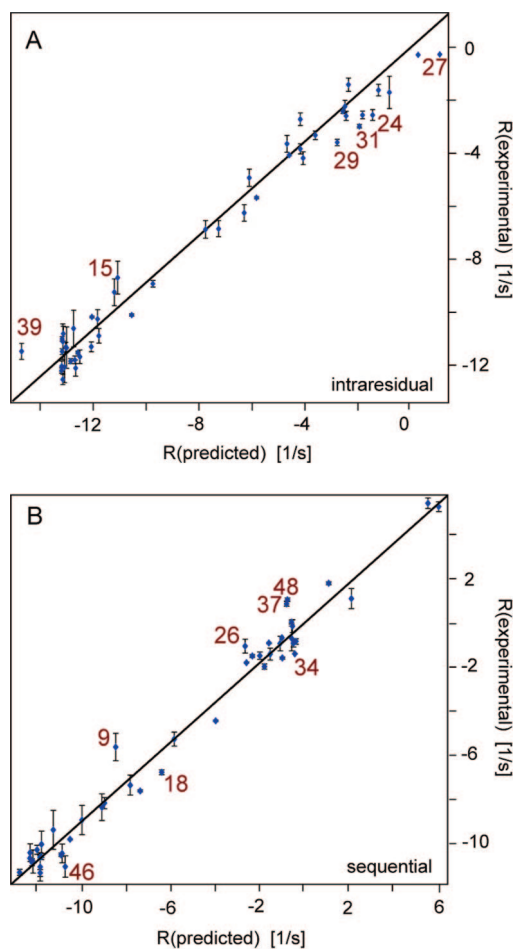 A
0
27
24
31
29
-4
15
-8
39
-12
intraresidual
R(experimental) [1/s]
-12 -8 -4 0
R(predicted) [1/s]
B
2
48
37
26
-2
34
9
-6
18
-10
46
sequential
R(experimental) [1/s]
-10 -6 -2 2 6
R(predicted) [1/s]